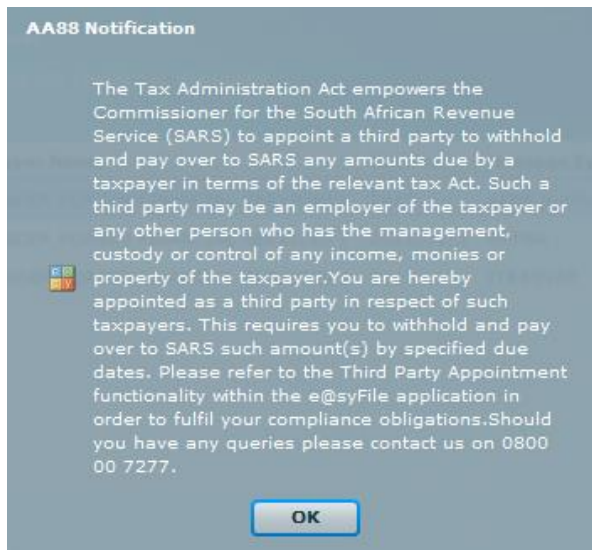 AA88 Notification
The Tax Administration Act empowers the
Commissioner for the South African Revenue
Service (SARS) to appoint a third party to withhold
and pay over to SARS any amounts due by a
taxpayer in terms of the relevant tax Act. Such a
third party may be an employer of the taxpayer or
any other person who has the management,
custody or control of any income, monies or
property of the taxpayer.You are hereby
appointed as a third party in respect of such
taxpayers. This requires you to withhold and pay
over to SARS such amount(s) by specified due
dates. Please refer to the Third Party Appointment
functionality within the e@syFile application in
order to fulfil your compliance obligations.Should
you have any queries please contact us on 0800
00 7277.
OK